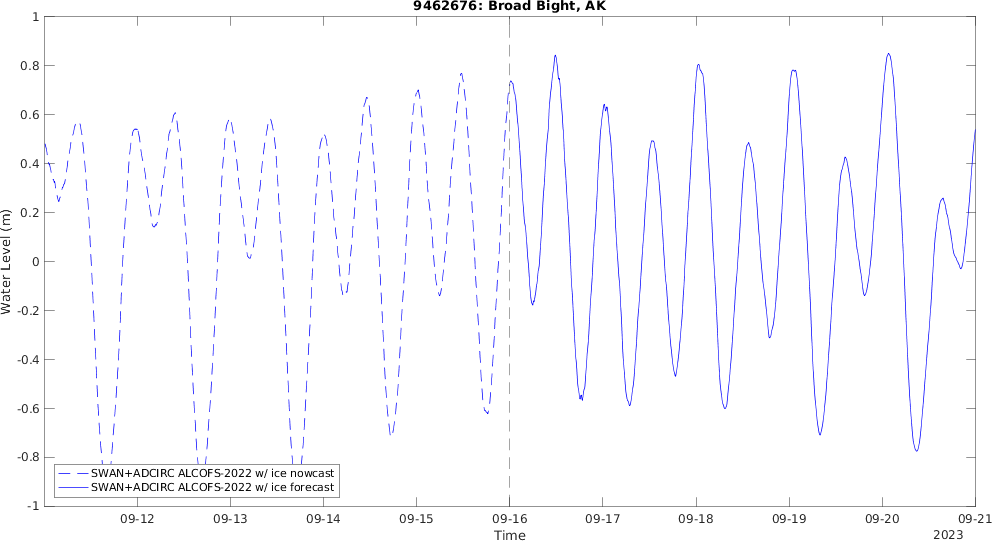 9462676: Broad Bight, AK
1
0.8
0.6
0.4
0.2
0
-0.2
-0.4
-0.6
-0.8
-1
Water Level (m)
SWAN+ADCIRC ALCOFS-2022 w/ ice nowcast
SWAN+ADCIRC ALCOFS-2022 w/ ice forecast
09-12 09-13 09-14 09-15 09-16 09-17 09-18 09-19 09-20 09-21
Time
2023